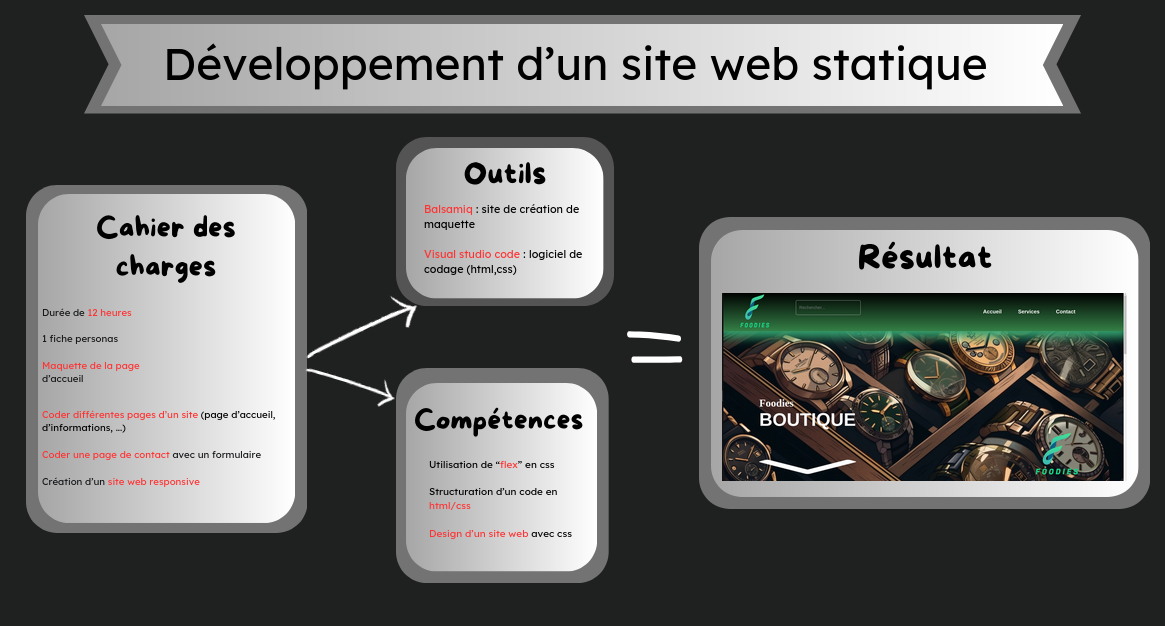 Développement d'un site web statique
Cahier des
charges
Durée de 12 heures
1 fiche personas
Maquette de la page
d'accueil
Coder différentes pages d'un site (page d'accueil,
d'informations, ...)
Coder une page de contact avec un formulaire
Création d'un site web responsive
Outils
Balsamiq : site de création de
maquette
Visual studio code : logiciel de
codage (html,css)
Compétences
Utilisation de “flex” en css
Structuration d'un code en
html/css
Design d'un site web avec css
Résultat
FOODIES
Rechercher...
Accueil Services Contact
Foodies
BOUTIQUE
FOODIES